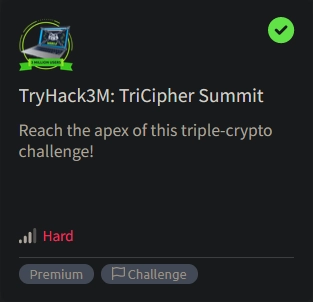 3 MILLION USERS
TryHack3M: TriCipher Summit
Reach the apex of this triple-crypto
challenge!
Hard
Premium
Challenge